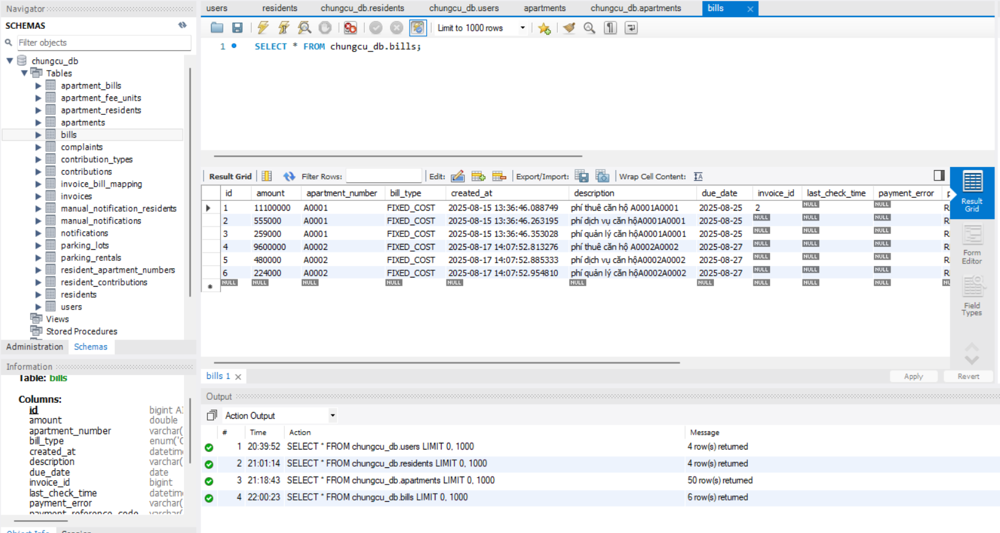 Navigator
users residents chungcu_db.residents chungcu_db.users apartments chungcu_db.apartments bills
SCHEMAS
Limit to 1000 rows
Filter objects
1 SELECT * FROM chungcu_db.bills;
chungcu_db
Tables
apartment_bills
apartment_fee_units
apartment_residents
apartments
bills
complaints
contribution_types
contributions
invoice_bill_mapping
invoices
manual_notification_residents
manual_notifications
notifications
parking_lots
parking_rentals
resident_apartment_numbers
resident_contributions
residents
users
Views
Stored Procedures
Administration Schemas
Information
Table: bills
Columns:
id bigint AI
amount double
apartment_number varchar(
bill_type enum('C
created_at datetim
description varchar(
due_date date
invoice_id bigint
last_check_time datetim
payment_error varchar(
payment_reference_code varchar(
Object Info Session
Result Grid Filter Rows: Edit: Export/Import: Wrap Cell Content:
id amount apartment_number bill_type created_at description due_date invoice_id last_check_time payment_error p
1 11100000 A0001 FIXED_COST 2025-08-15 13:36:46.088749 phí thuê căn hộ A0001A0001 2025-08-25 2 NULL NULL R
2 555000 A0001 FIXED_COST 2025-08-15 13:36:46.263195 phí dịch vụ căn hộA0001A0001 2025-08-25 NULL NULL NULL R
3 259000 A0001 FIXED_COST 2025-08-15 13:36:46.353028 phí quản lý căn hộA0001A0001 2025-08-25 NULL NULL NULL R
4 9600000 A0002 FIXED_COST 2025-08-17 14:07:52.813276 phí thuê căn hộ A0002A0002 2025-08-27 NULL NULL NULL R
5 480000 A0002 FIXED_COST 2025-08-17 14:07:52.885333 phí dịch vụ căn hộA0002A0002 2025-08-27 NULL NULL NULL R
6 224000 A0002 FIXED_COST 2025-08-17 14:07:52.954810 phí quản lý căn hộA0002A0002 2025-08-27 NULL NULL NULL R
NULL NULL NULL NULL NULL NULL NULL NULL NULL NULL NU
Result
Grid
Form
Editor
Field
Types
bills 1 Apply Revert
Output
Action Output
# Time Action Message
1 20:39:52 SELECT * FROM chungcu_db.users LIMIT 0, 1000 4 row(s) returned
2 21:01:14 SELECT * FROM chungcu_db.residents LIMIT 0, 1000 4 row(s) returned
3 21:18:43 SELECT * FROM chungcu_db.apartments LIMIT 0, 1000 50 row(s) returned
4 22:00:23 SELECT * FROM chungcu_db.bills LIMIT 0, 1000 6 row(s) returned